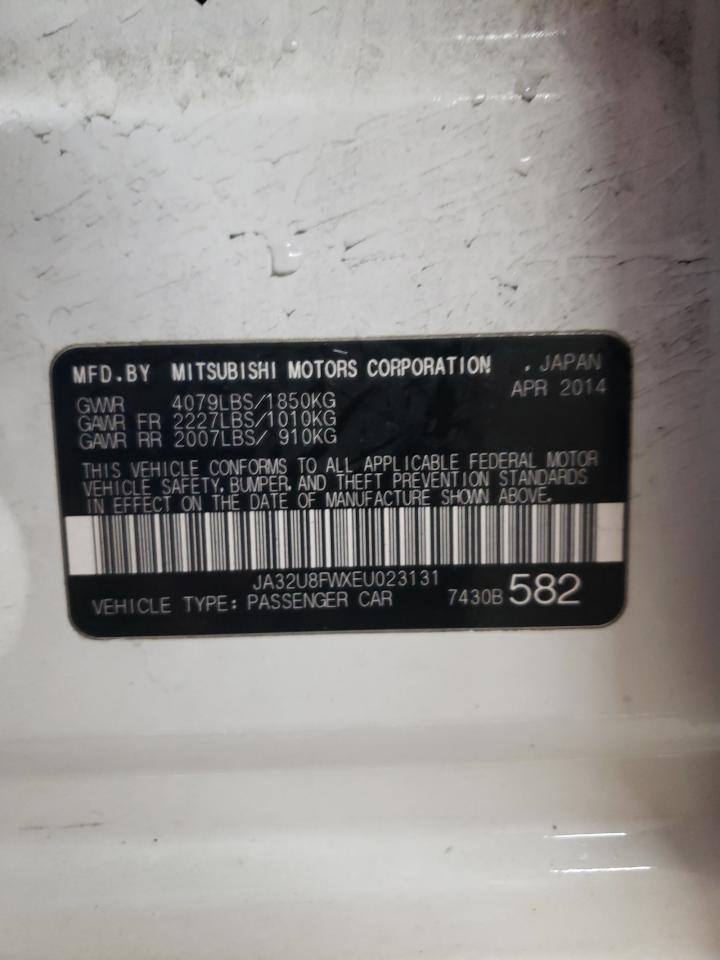 MFD.BY MITSUBISHI MOTORS CORPORATION . JAPAN
APR 2014
GVWR 4079LBS/1850KG
GAWR FR 2227LBS/1010KG
GAWR RR 2007LBS/ 910KG
THIS VEHICLE CONFORMS TO ALL APPLICABLE FEDERAL MOTOR
VEHICLE SAFETY, BUMPER, AND THEFT PREVENTION STANDARDS
IN EFFECT ON THE DATE OF MANUFACTURE SHOWN ABOVE.
JA32U8FWXEU023131
VEHICLE TYPE: PASSENGER CAR 7430B 582